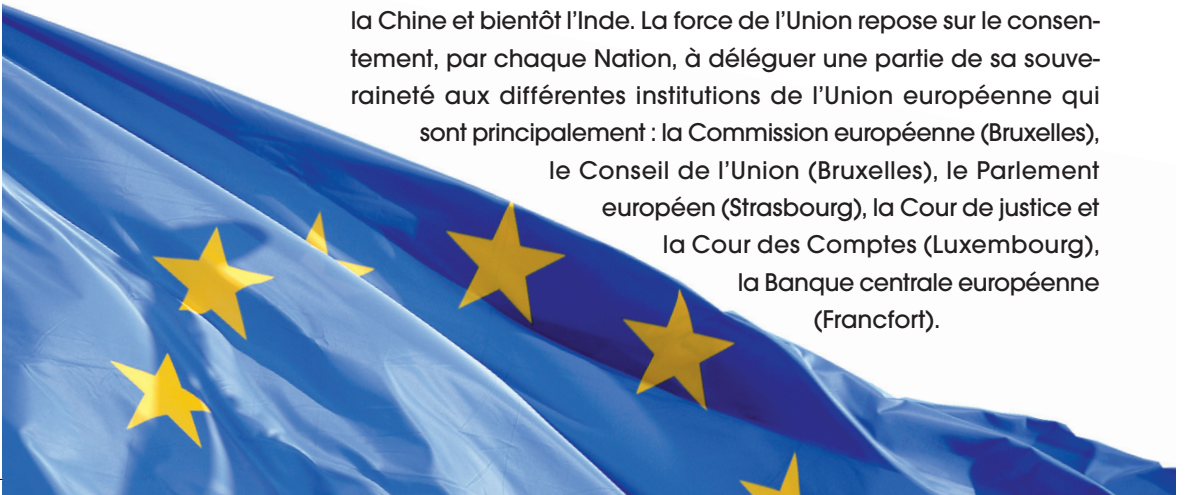 la Chine et bientôt l’Inde. La force de l’Union repose sur le consen-
tement, par chaque Nation, à déléguer une partie de sa souve-
raineté aux différentes institutions de l’Union européenne qui
sont principalement : la Commission européenne (Bruxelles),
le Conseil de l’Union (Bruxelles), le Parlement
européen (Strasbourg), la Cour de justice et
la Cour des Comptes (Luxembourg),
la Banque centrale européenne
(Francfort).